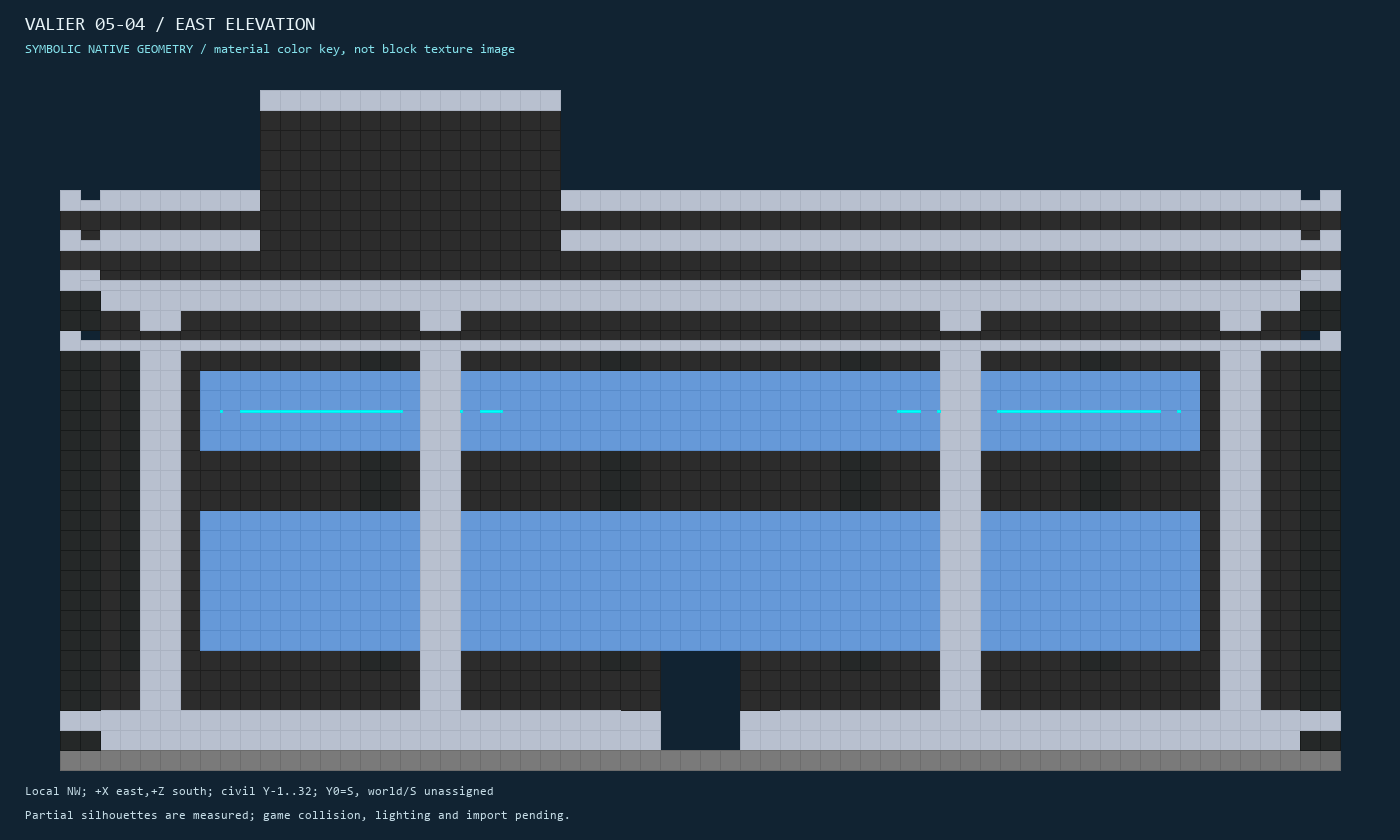 VALIER 05-04 / EAST ELEVATION
SYMBOLIC NATIVE GEOMETRY / material color key, not block texture image
Local NW; +X east,+Z south; civil Y-1..32; Y0=S, world/S unassigned
Partial silhouettes are measured; game collision, lighting and import pending.